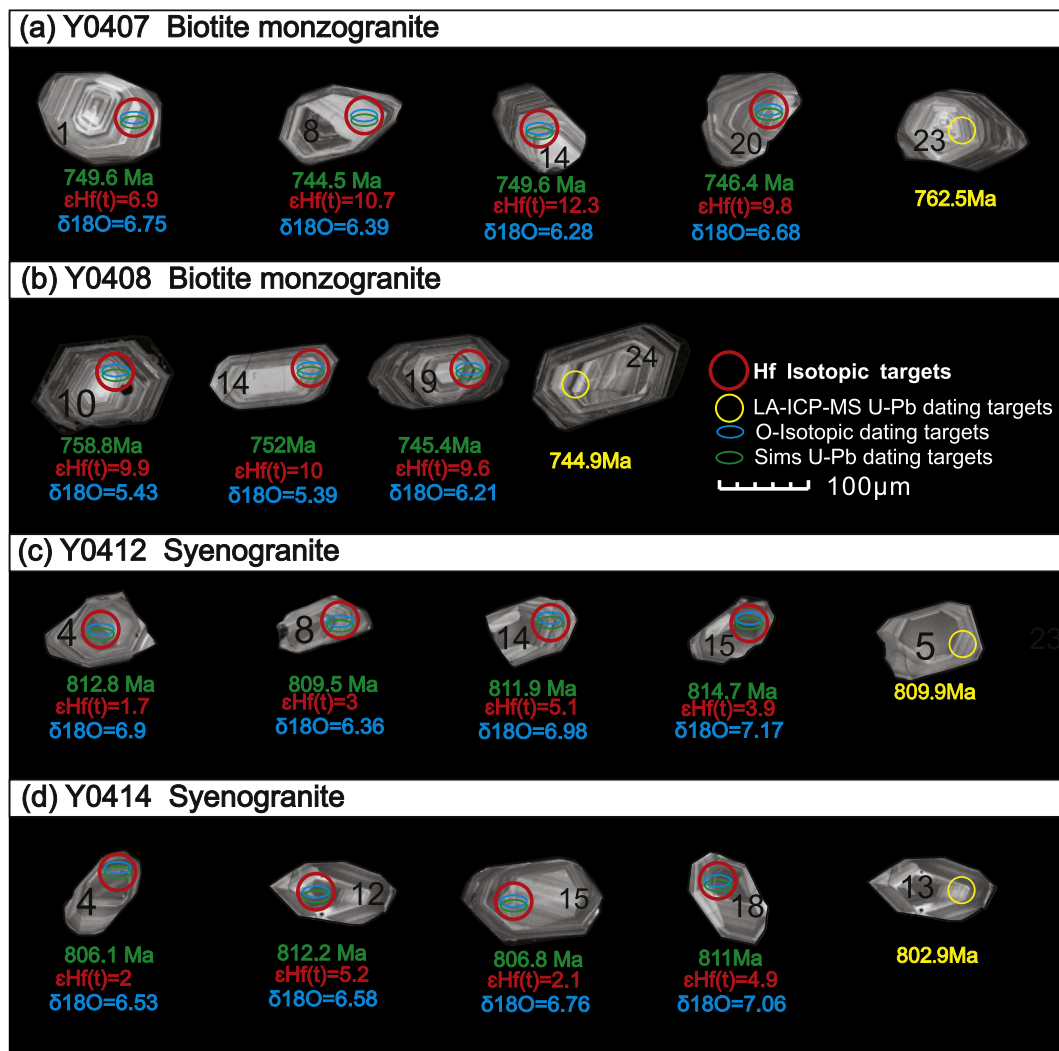 (a) Y0407 Biotite monzogranite
1
8
14
20
23
749.6 Ma
εHf(t)=6.9
δ18O=6.75
744.5 Ma
εHf(t)=10.7
δ18O=6.39
749.6 Ma
εHf(t)=12.3
δ18O=6.28
746.4 Ma
εHf(t)=9.8
δ18O=6.68
762.5Ma
(b) Y0408 Biotite monzogranite
10
14
19
24
758.8Ma
εHf(t)=9.9
δ18O=5.43
752Ma
εHf(t)=10
δ18O=5.39
745.4Ma
εHf(t)=9.6
δ18O=6.21
744.9Ma
Hf Isotopic targets
LA-ICP-MS U-Pb dating targets
O-Isotopic dating targets
Sims U-Pb dating targets
100μm
(c) Y0412 Syenogranite
4
8
14
15
5
23
812.8 Ma
εHf(t)=1.7
δ18O=6.9
809.5 Ma
εHf(t)=3
δ18O=6.36
811.9 Ma
εHf(t)=5.1
δ18O=6.98
814.7 Ma
εHf(t)=3.9
δ18O=7.17
809.9Ma
(d) Y0414 Syenogranite
4
12
15
18
13
806.1 Ma
εHf(t)=2
δ18O=6.53
812.2 Ma
εHf(t)=5.2
δ18O=6.58
806.8 Ma
εHf(t)=2.1
δ18O=6.76
811Ma
εHf(t)=4.9
δ18O=7.06
802.9Ma